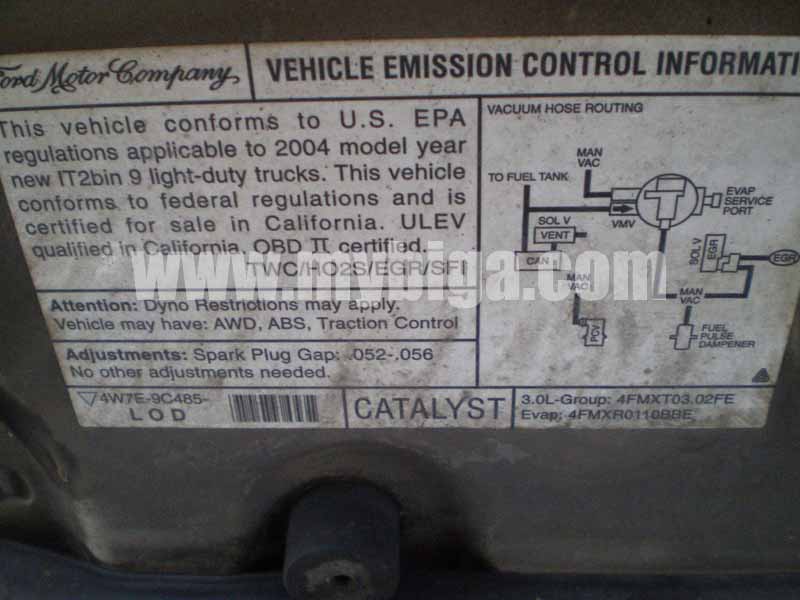 Ford Motor Company
VEHICLE EMISSION CONTROL INFORMATI
This vehicle conforms to U.S. EPA
regulations applicable to 2004 model year
new IT2bin 9 light-duty trucks. This vehicle
conforms to federal regulations and is
certified for sale in California. ULEV
qualified in California. OBD II certified.
TWC/HO2S/EGR/SFI
Attention: Dyno Restrictions may apply.
Vehicle may have: AWD, ABS, Traction Control
Adjustments: Spark Plug Gap: .052-.056
No other adjustments needed.
4W7E-9C485-
LOD
CATALYST
3.0L-Group: 4FMXT03.02FE
Evap: 4FMXR0110BBE
VACUUM HOSE ROUTING
MAN
VAC
TO FUEL TANK
EVAP
SERVICE
PORT
T
VMV
SOL V
VENT
CAN
SOL V
EGR
EGR
MAN
VAC
PCV
MAN
VAC
FUEL
PULSE
DAMPENER
www.mvbiga.com